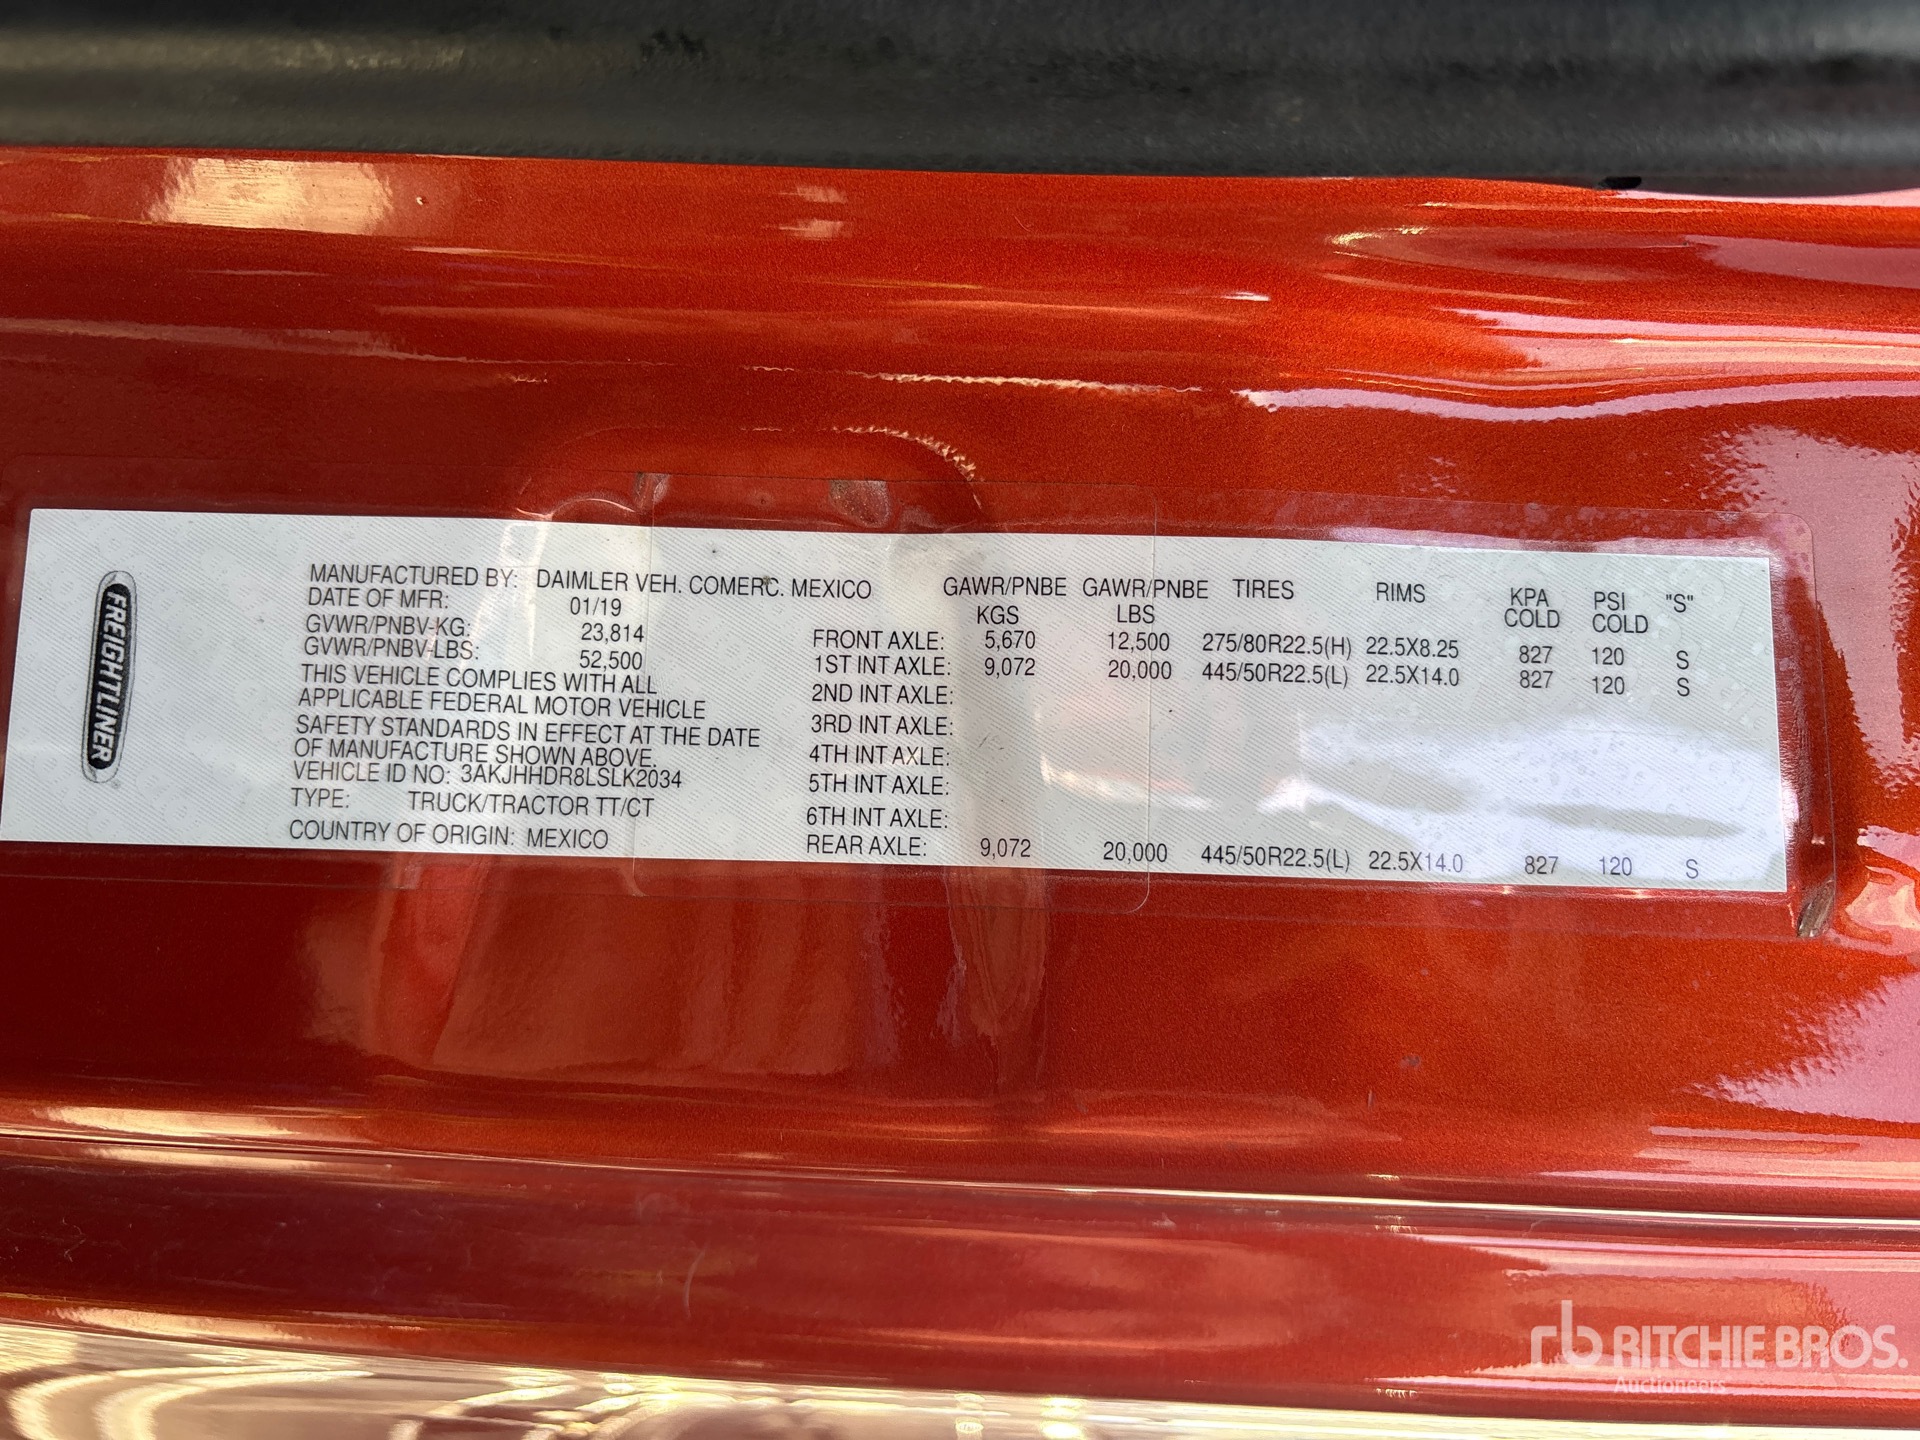 FREIGHTLINER
MANUFACTURED BY: DAIMLER VEH. COMERC. MEXICO
DATE OF MFR: 01/19
GVWR/PNBV-KG: 23,814
GVWR/PNBV-LBS: 52,500
THIS VEHICLE COMPLIES WITH ALL
APPLICABLE FEDERAL MOTOR VEHICLE
SAFETY STANDARDS IN EFFECT AT THE DATE
OF MANUFACTURE SHOWN ABOVE.
VEHICLE ID NO: 3AKJHHDR8LSLK2034
TYPE: TRUCK/TRACTOR TT/CT
COUNTRY OF ORIGIN: MEXICO
GAWR/PNBE GAWR/PNBE TIRES RIMS KPA PSI "S"
KGS LBS COLD COLD
FRONT AXLE: 5,670 12,500 275/80R22.5(H) 22.5X8.25 827 120 S
1ST INT AXLE: 9,072 20,000 445/50R22.5(L) 22.5X14.0 827 120 S
2ND INT AXLE:
3RD INT AXLE:
4TH INT AXLE:
5TH INT AXLE:
6TH INT AXLE:
REAR AXLE: 9,072 20,000 445/50R22.5(L) 22.5X14.0 827 120 S
rb RITCHIE BROS.
Auctioneers